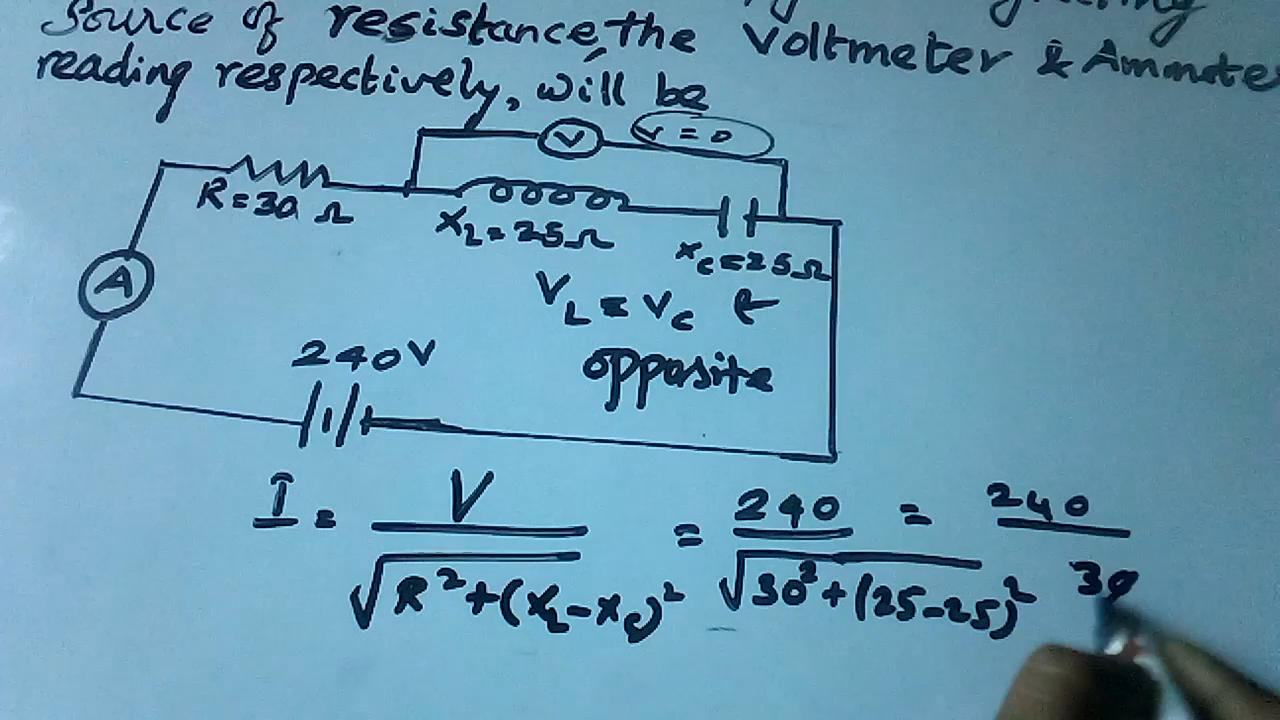 Source of resistance, the Voltmeter & Ammete
reading respectively, will be
V
V = 0
R = 30 Ω
X_L = 25 Ω
X_C = 25 Ω
A
V_L = V_C ←
opposite
240V
I = V / √R² + (X_L - X_C)² = 240 / √30² + (25-25)² = 240 / 30